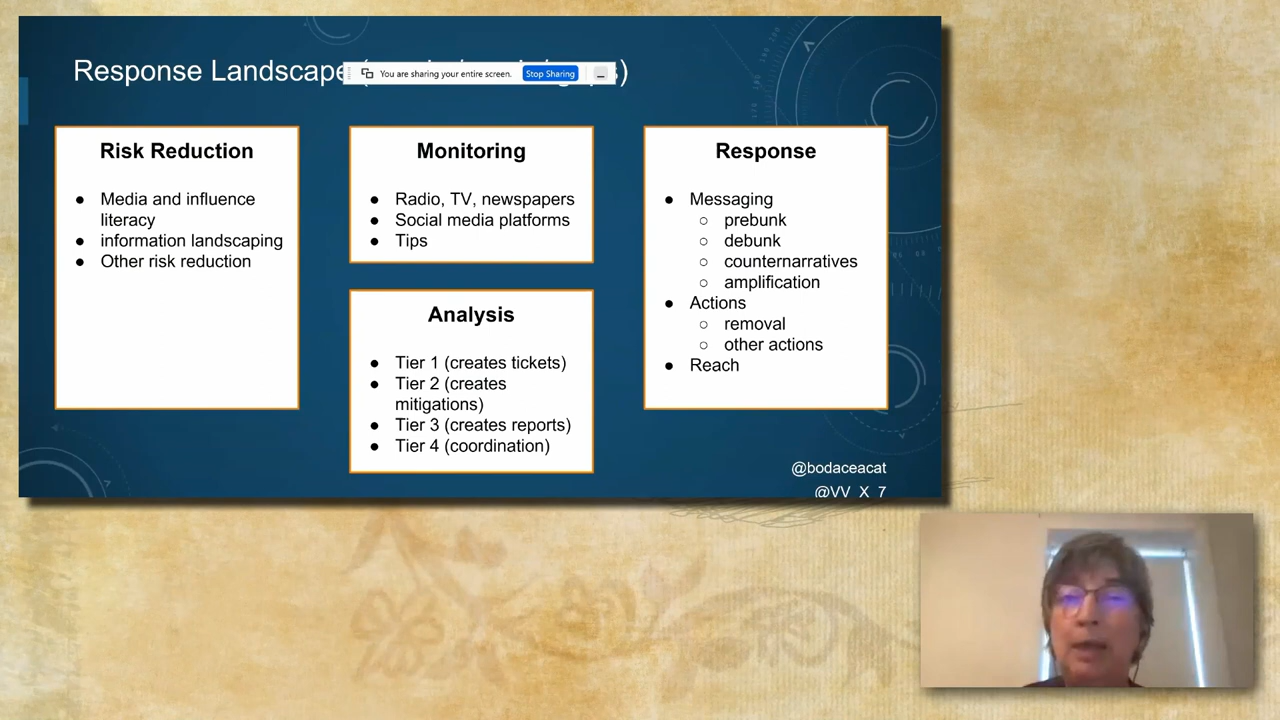 Response Landscape
You are sharing your entire screen. Stop Sharing
Risk Reduction
● Media and influence
literacy
● information landscaping
● Other risk reduction
Monitoring
● Radio, TV, newspapers
● Social media platforms
● Tips
Analysis
● Tier 1 (creates tickets)
● Tier 2 (creates
mitigations)
● Tier 3 (creates reports)
● Tier 4 (coordination)
Response
● Messaging
○ prebunk
○ debunk
○ counternarratives
○ amplification
● Actions
○ removal
○ other actions
● Reach
@bodaceacat
@VV_X_7